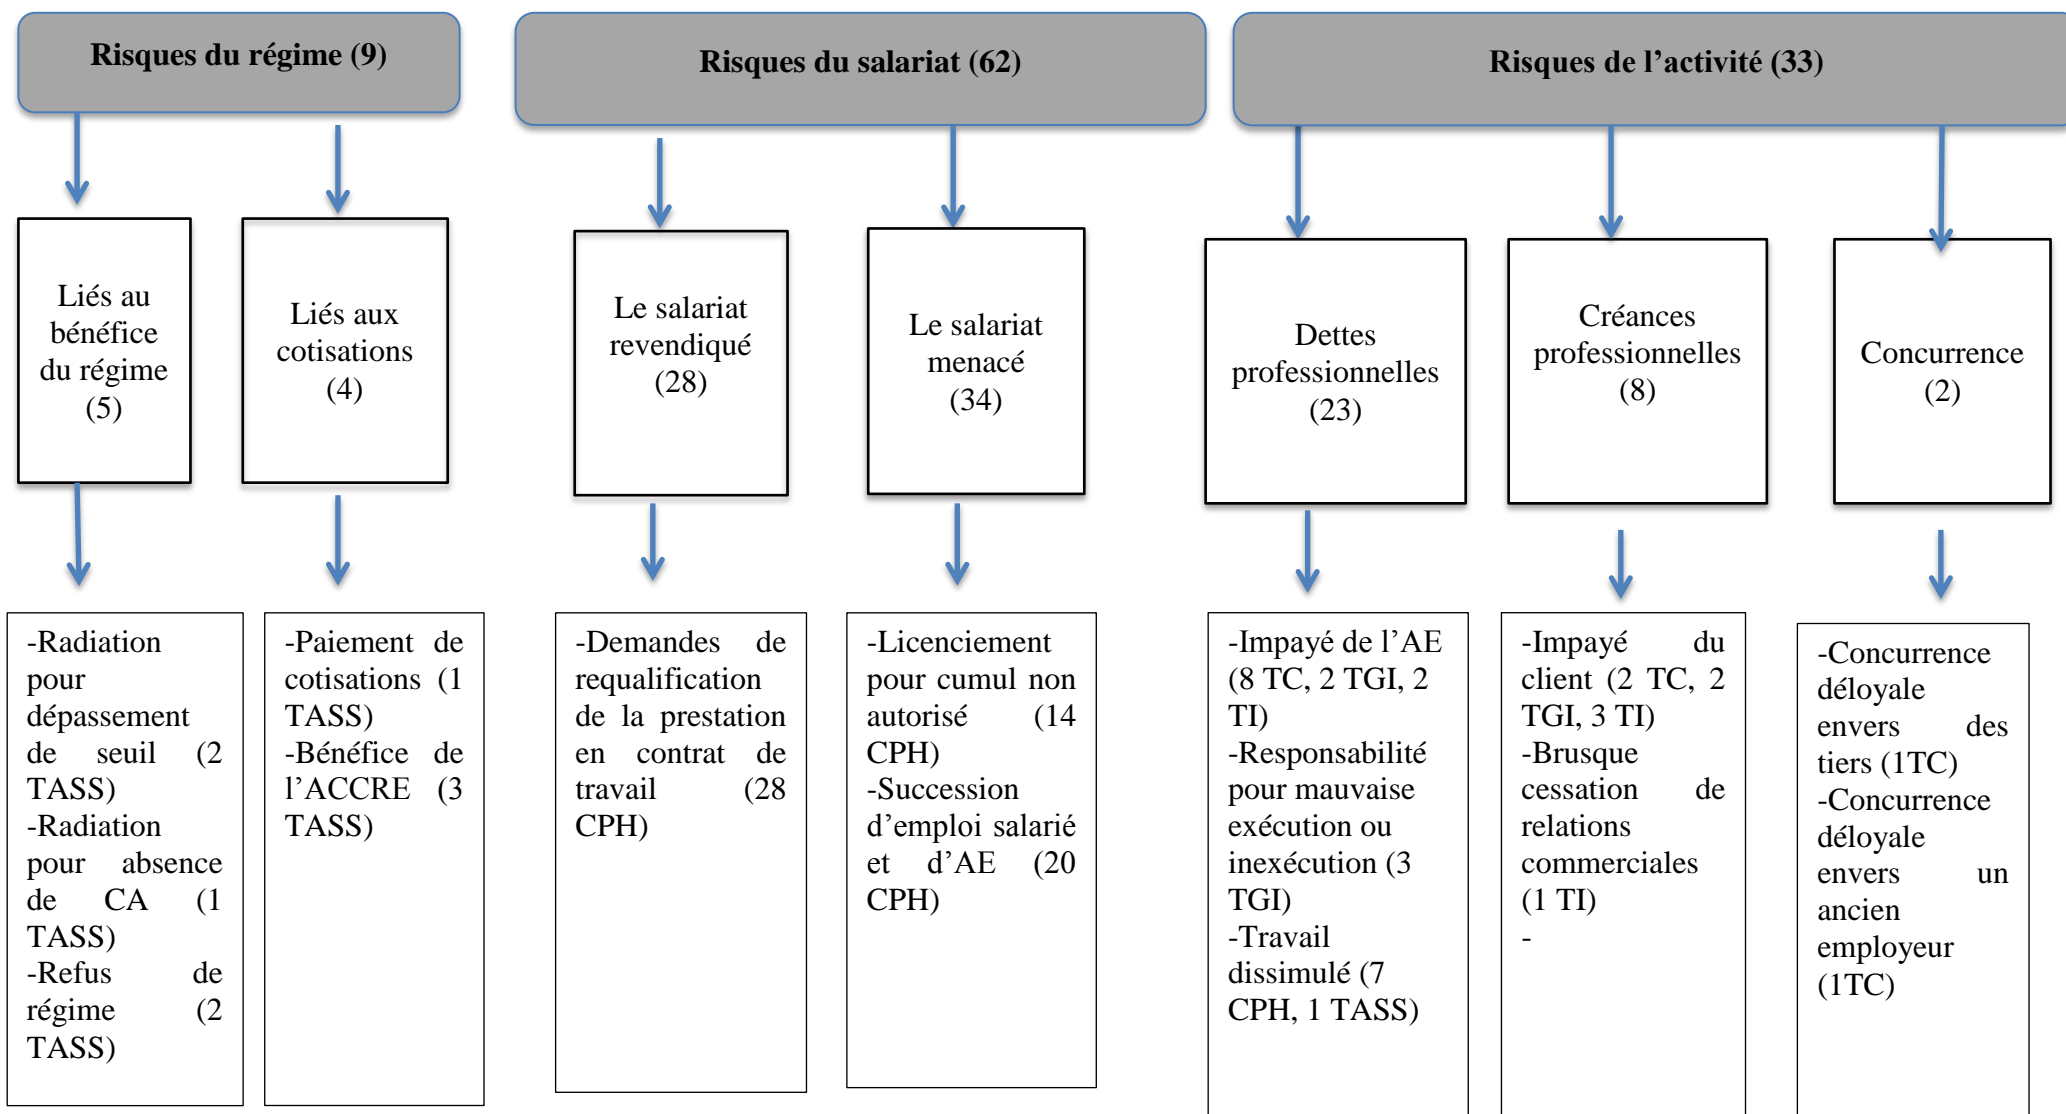 Risques du régime (9)
Risques du salariat (62)
Risques de l’activité (33)
Liés au
bénéfice
du régime
(5)
Liés aux
cotisations
(4)
Le salariat
revendiqué
(28)
Le salariat
menacé
(34)
Dettes
professionnelles
(23)
Créances
professionnelles
(8)
Concurrence
(2)
-Radiation
pour
dépassement
de seuil (2
TASS)
-Radiation
pour absence
de CA (1
TASS)
-Refus de
régime (2
TASS)
-Paiement de
cotisations (1
TASS)
-Bénéfice de
l’ACCRE (3
TASS)
-Demandes de
requalification
de la prestation
en contrat de
travail (28
CPH)
-Licenciement
pour cumul non
autorisé (14
CPH)
-Succession
d’emploi salarié
et d’AE (20
CPH)
-Impayé de l’AE
(8 TC, 2 TGI, 2
TI)
-Responsabilité
pour mauvaise
exécution ou
inexécution (3
TGI)
-Travail
dissimulé (7
CPH, 1 TASS)
-Impayé du
client (2 TC, 2
TGI, 3 TI)
-Brusque
cessation de
relations
commerciales
(1 TI)
-
-Concurrence
déloyale
envers des
tiers (1TC)
-Concurrence
déloyale
envers un
ancien
employeur
(1TC)